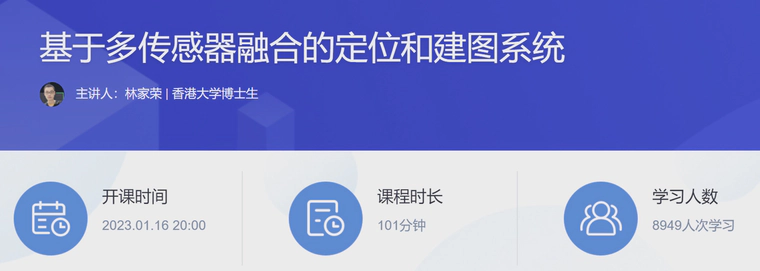 基于多传感器融合的定位和建图系统
主讲人：林家荣 | 香港大学博士生
开课时间
2023.01.16 20:00
课程时长
101分钟
学习人数
8949人次学习